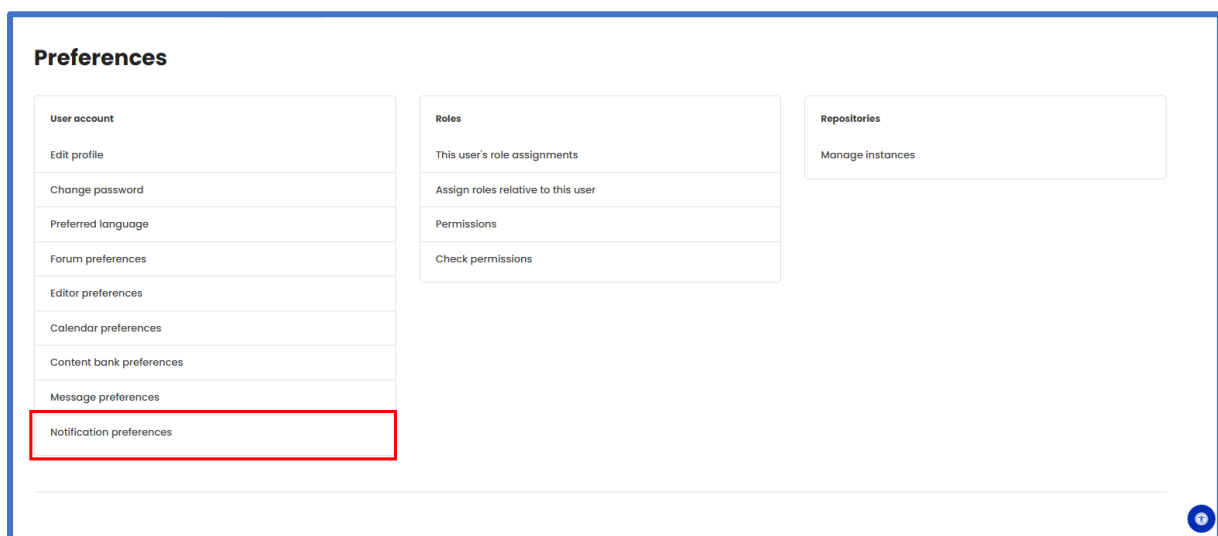 Preferences
User account
Edit profile
Change password
Preferred language
Forum preferences
Editor preferences
Calendar preferences
Content bank preferences
Message preferences
Notification preferences
Roles
This user's role assignments
Assign roles relative to this user
Permissions
Check permissions
Repositories
Manage instances